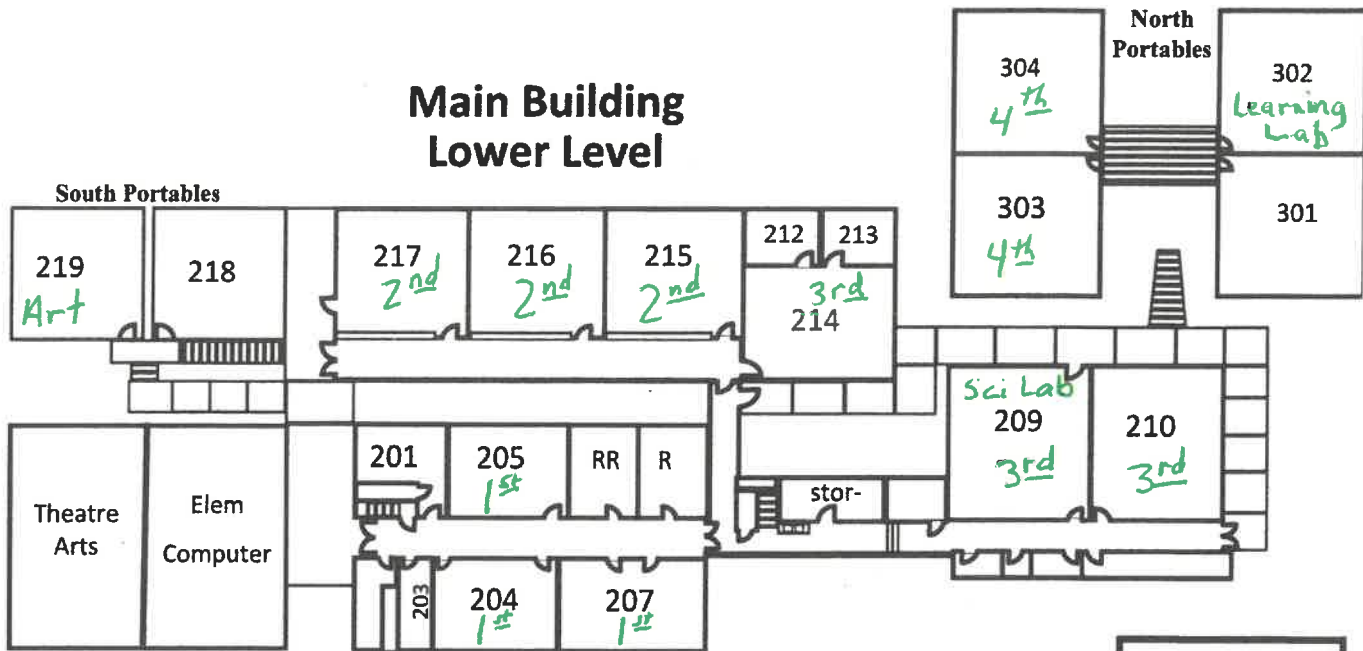 Main Building
Lower Level
North
Portables
304
4th
302
Learning
Lab
303
4th
301
South Portables
219
Art
218
217
2nd
216
2nd
215
2nd
212
213
3rd
214
Sci Lab
209
3rd
210
3rd
201
205
1st
RR
R
stor-
Theatre
Arts
Elem
Computer
203
204
1st
207
1st